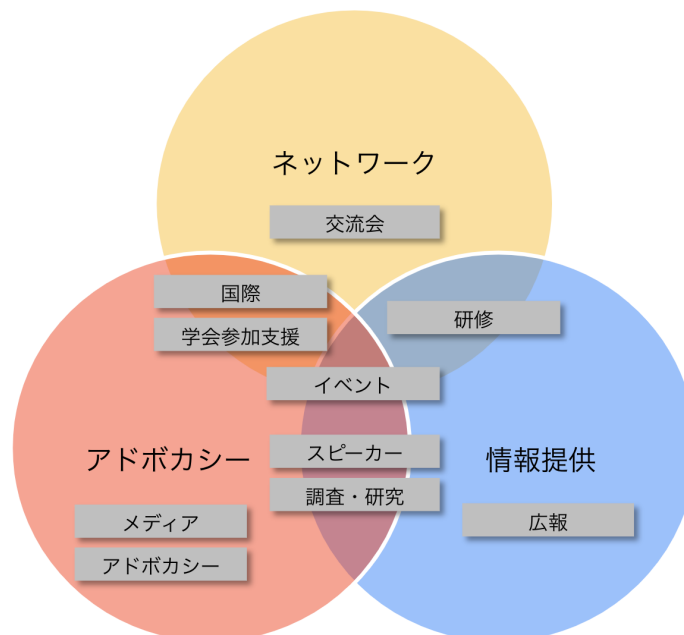 ネットワーク
交流会
国際
学会参加支援
研修
イベント
アドボカシー
スピーカー
情報提供
調査・研究
メディア
広報
アドボカシー